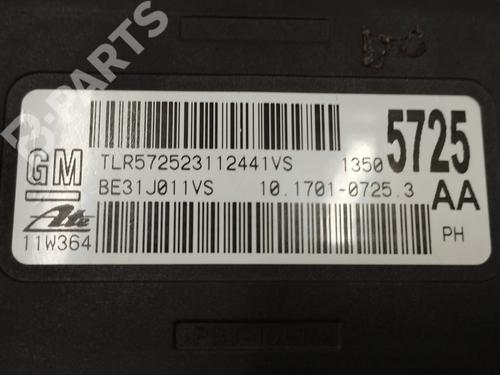 B-PARTS
GM
TLR572523112441VS
1350 5725
BE31J011VS
10.1701-0725.3
AA
Ate
11W364
PH